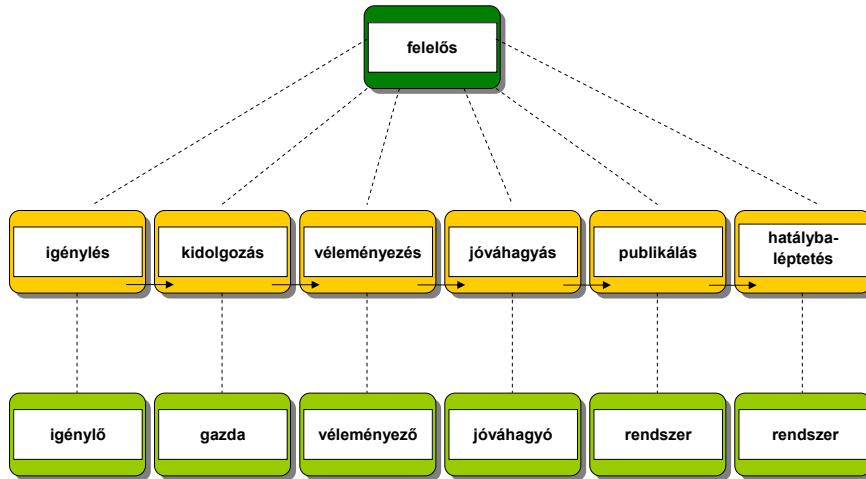 felelős
igénylés
kidolgozás
véleményezés
jóváhagyás
publikálás
hatályba-
léptetés
igénylő
gazda
véleményező
jóváhagyó
rendszer
rendszer